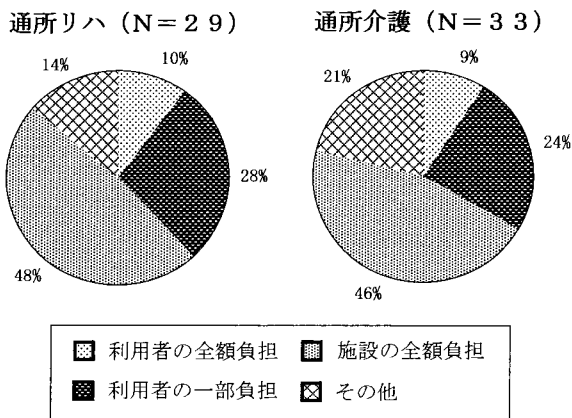 通所リハ（N＝２９） 通所介護（N＝３３）
14% 10% 21% 9%
28% 24%
48% 46%
利用者の全額負担 施設の全額負担
利用者の一部負担 その他